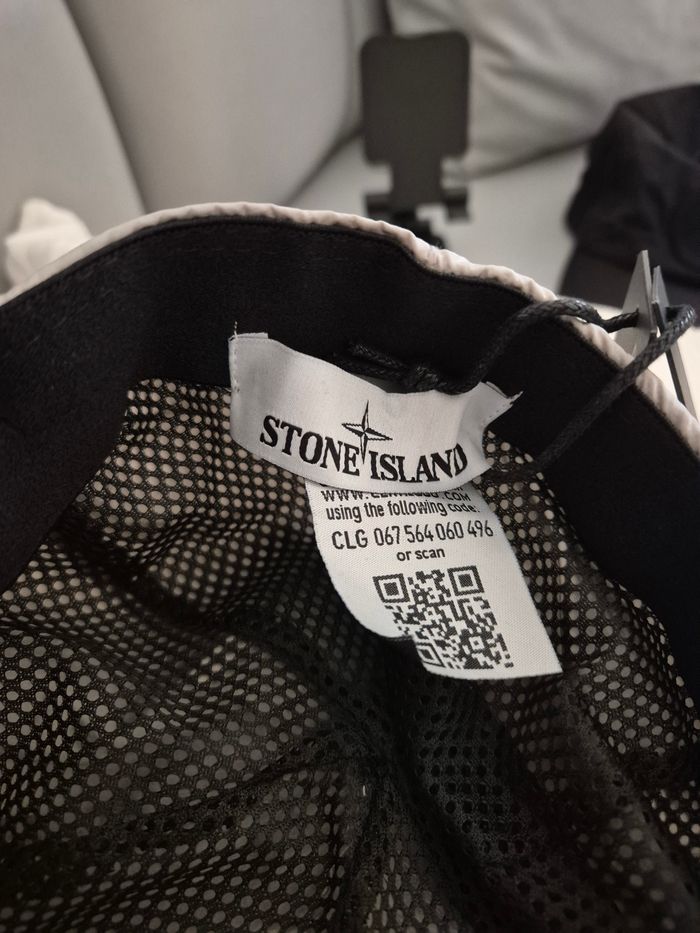 STONE ISLAND
using the following code:
CLG 067 564 060 496
or scan